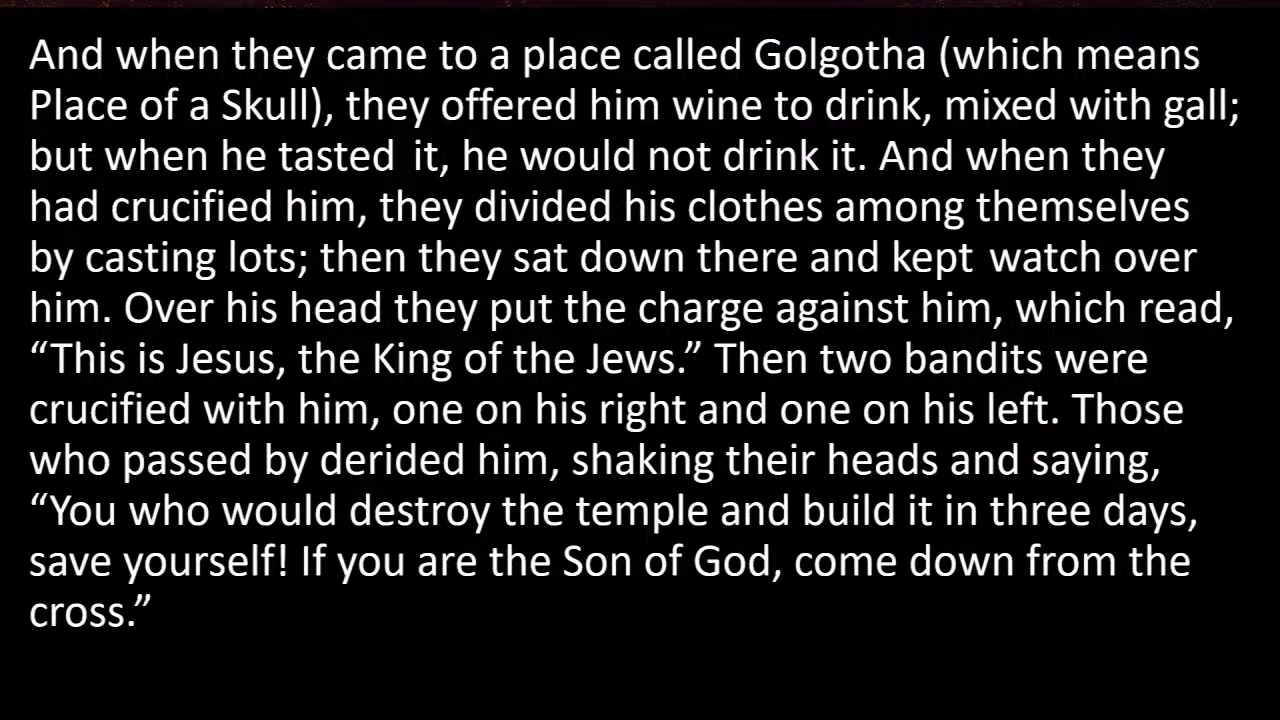 And when they came to a place called Golgotha (which means
Place of a Skull), they offered him wine to drink, mixed with gall;
but when he tasted it, he would not drink it. And when they
had crucified him, they divided his clothes among themselves
by casting lots; then they sat down there and kept watch over
him. Over his head they put the charge against him, which read,
“This is Jesus, the King of the Jews.” Then two bandits were
crucified with him, one on his right and one on his left. Those
who passed by derided him, shaking their heads and saying,
“You who would destroy the temple and build it in three days,
save yourself! If you are the Son of God, come down from the
cross.”